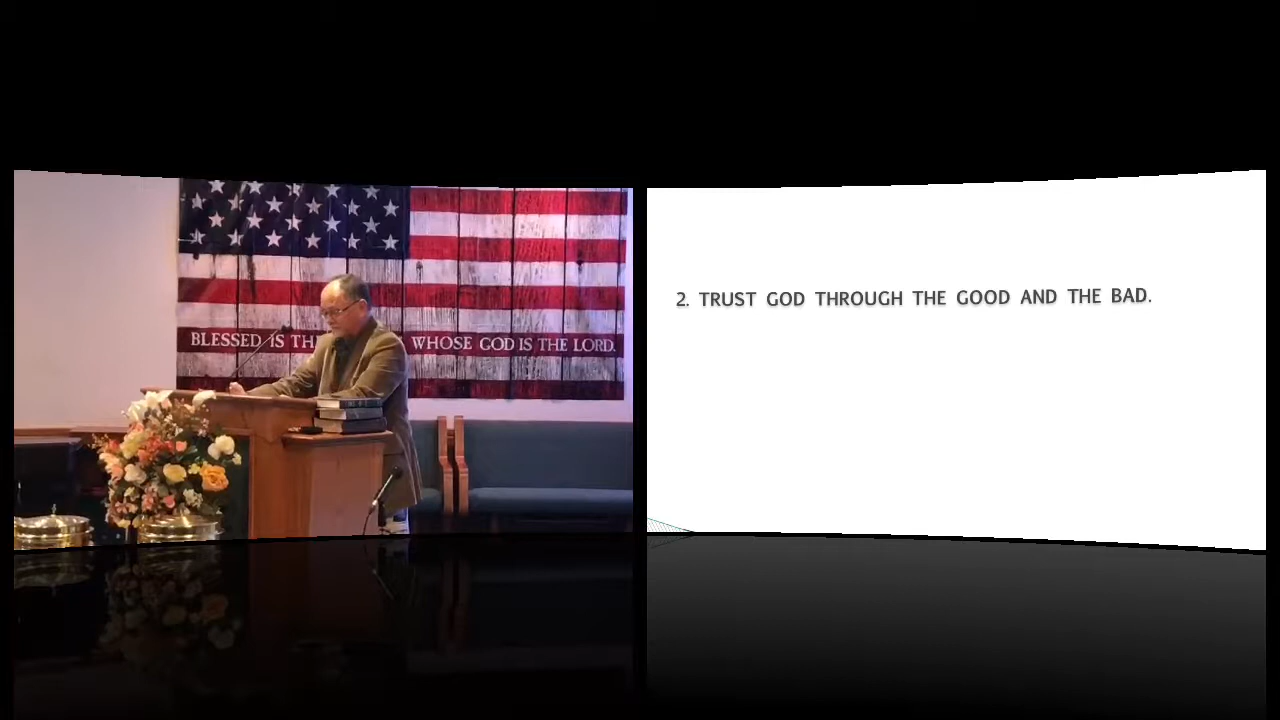 BLESSED IS TH WHOSE GOD IS THE LORD.
2. TRUST GOD THROUGH THE GOOD AND THE BAD.